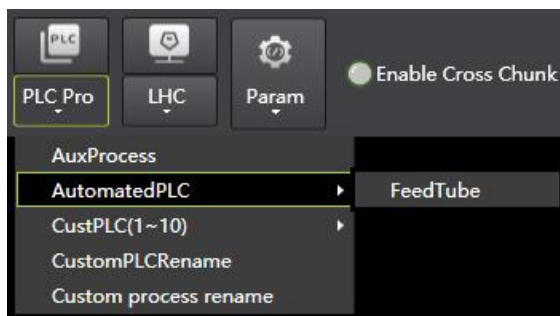 PLC
PLC Pro
LHC
Param
Enable Cross Chunk
AuxProcess
AutomatedPLC
FeedTube
CustPLC(1~10)
CustomPLCRename
Custom process rename